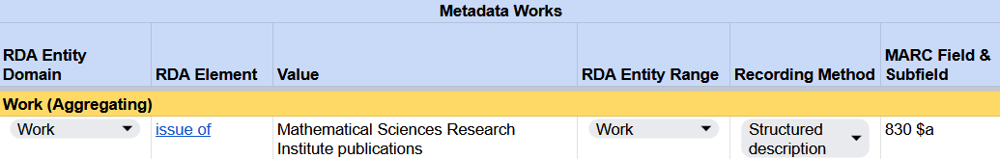 Metadata Works
RDA Entity Domain RDA Element Value RDA Entity Range Recording Method MARC Field & Subfield
Work (Aggregating)
Work issue of Mathematical Sciences Research Institute publications Work Structured description 830 $a